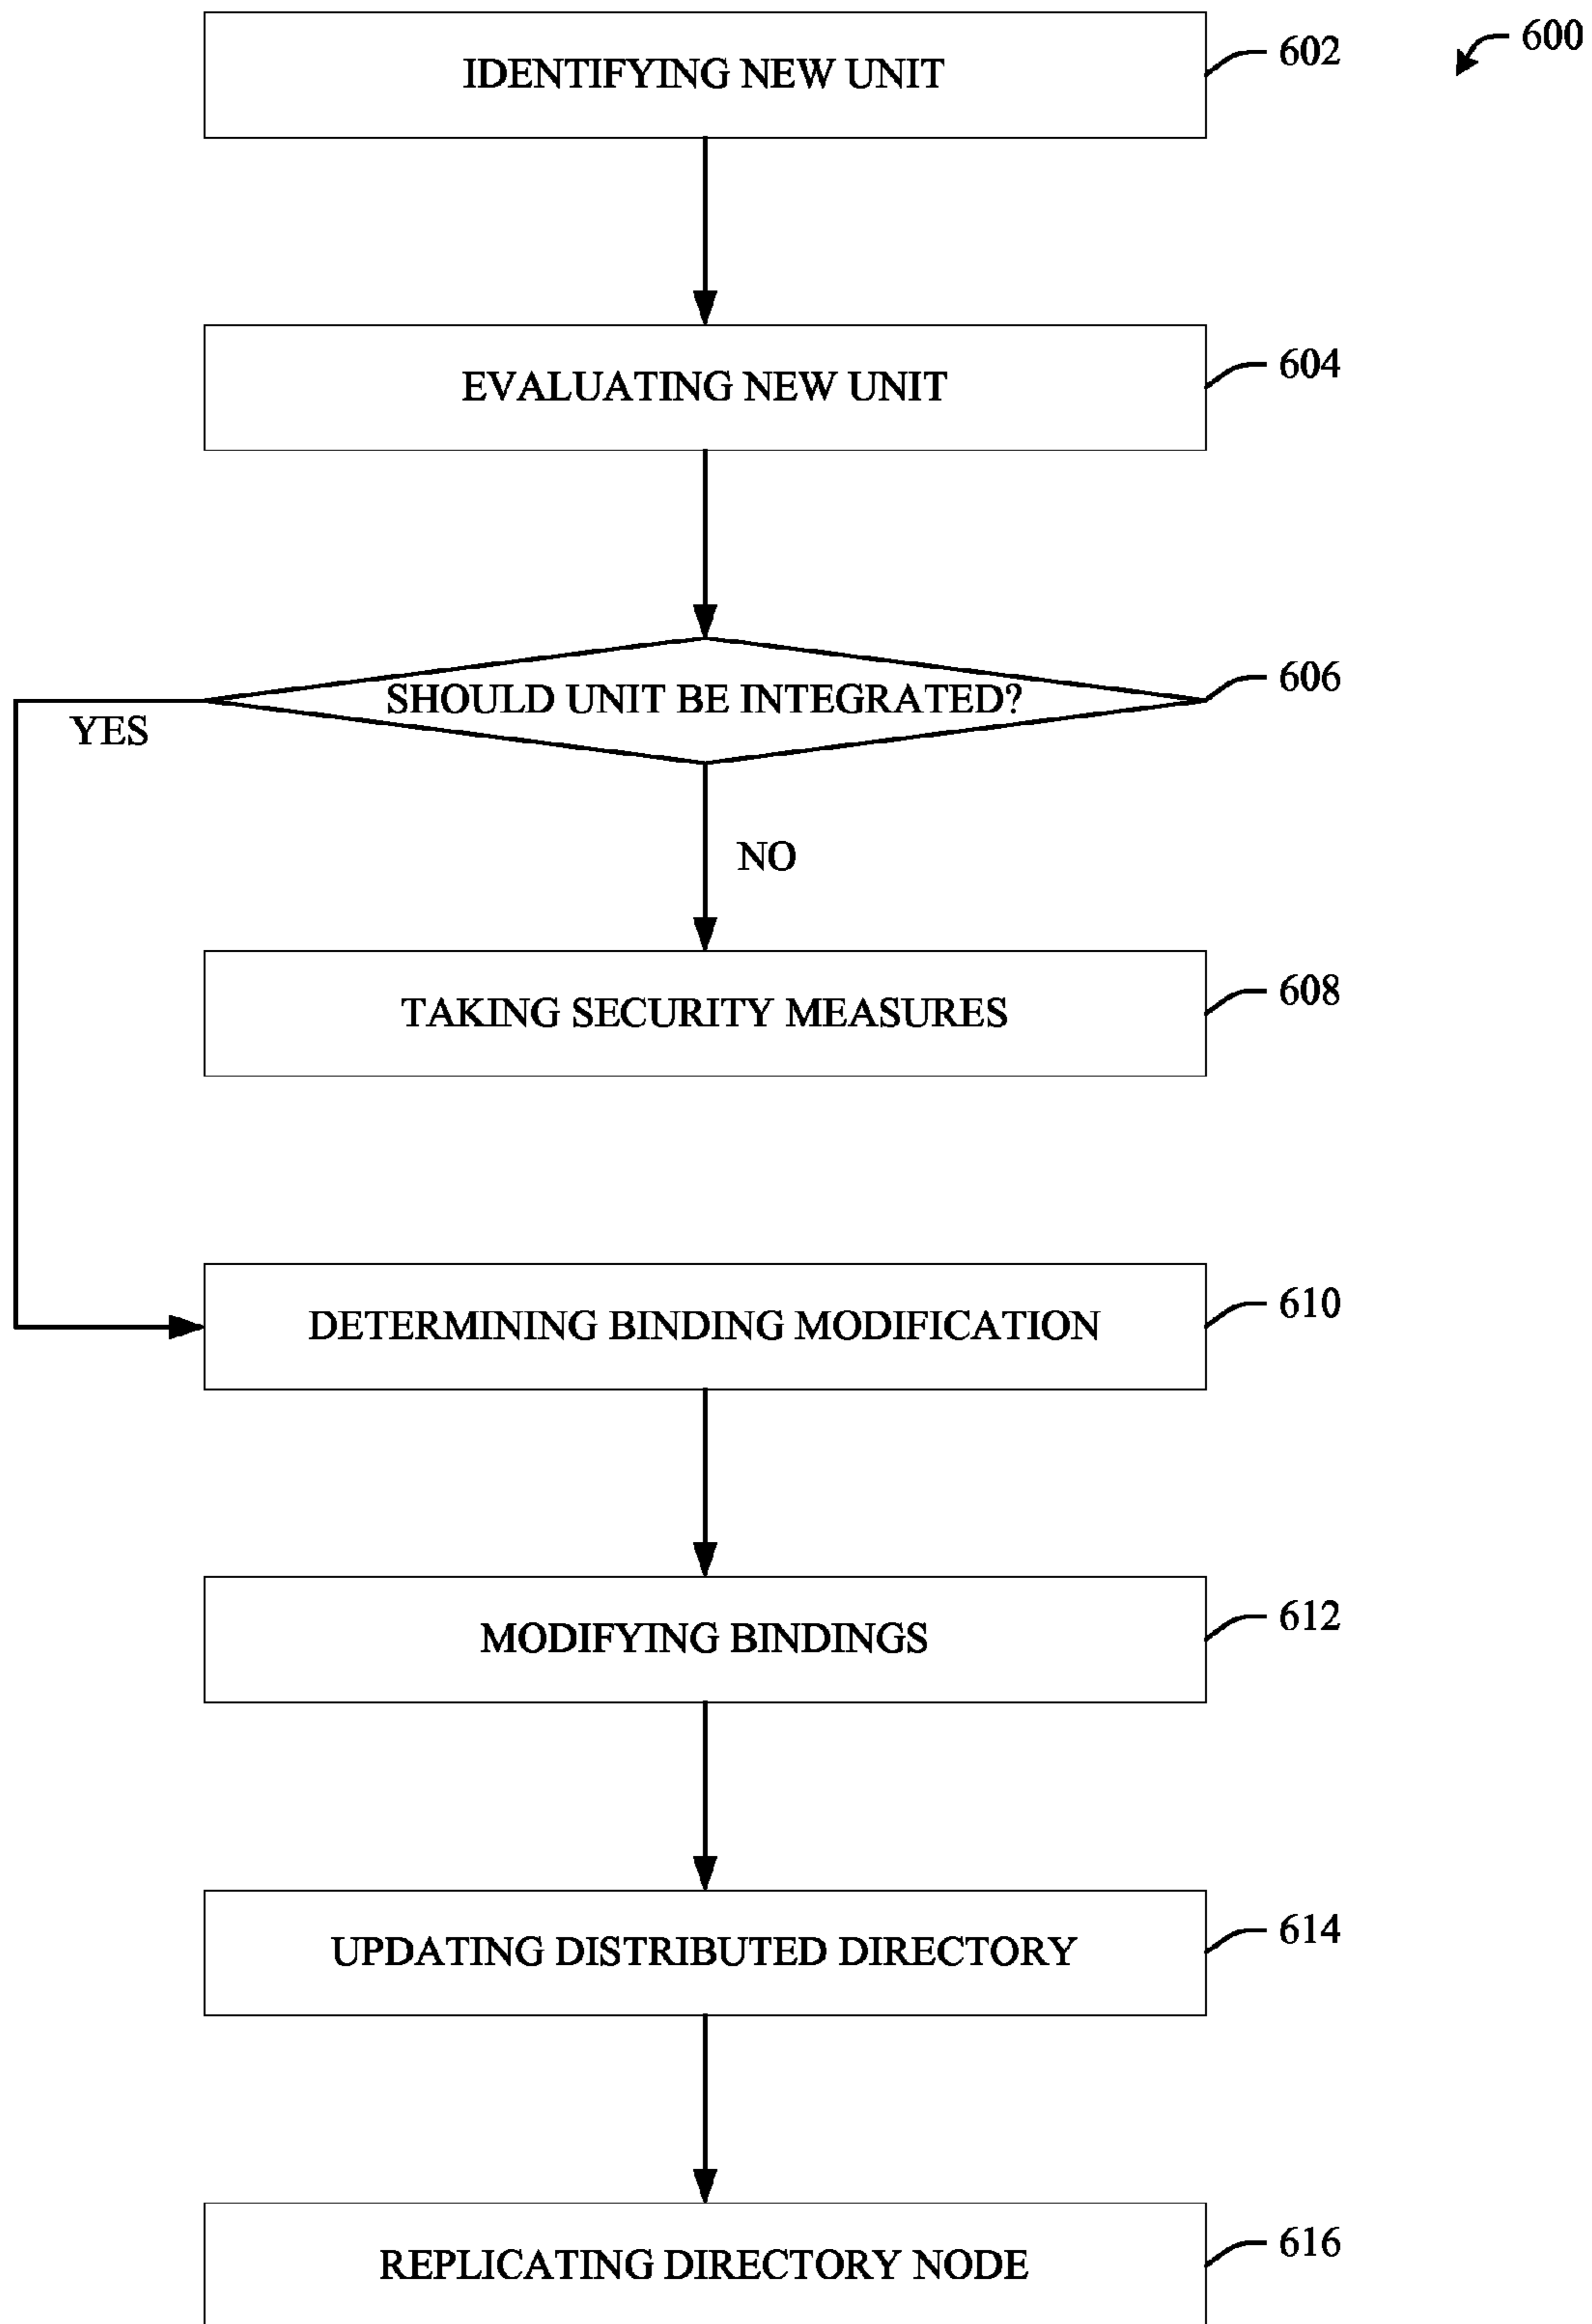 600
IDENTIFYING NEW UNIT
602
EVALUATING NEW UNIT
604
SHOULD UNIT BE INTEGRATED?
606
YES
NO
TAKING SECURITY MEASURES
608
DETERMINING BINDING MODIFICATION
610
MODIFYING BINDINGS
612
UPDATING DISTRIBUTED DIRECTORY
614
REPLICATING DIRECTORY NODE
616